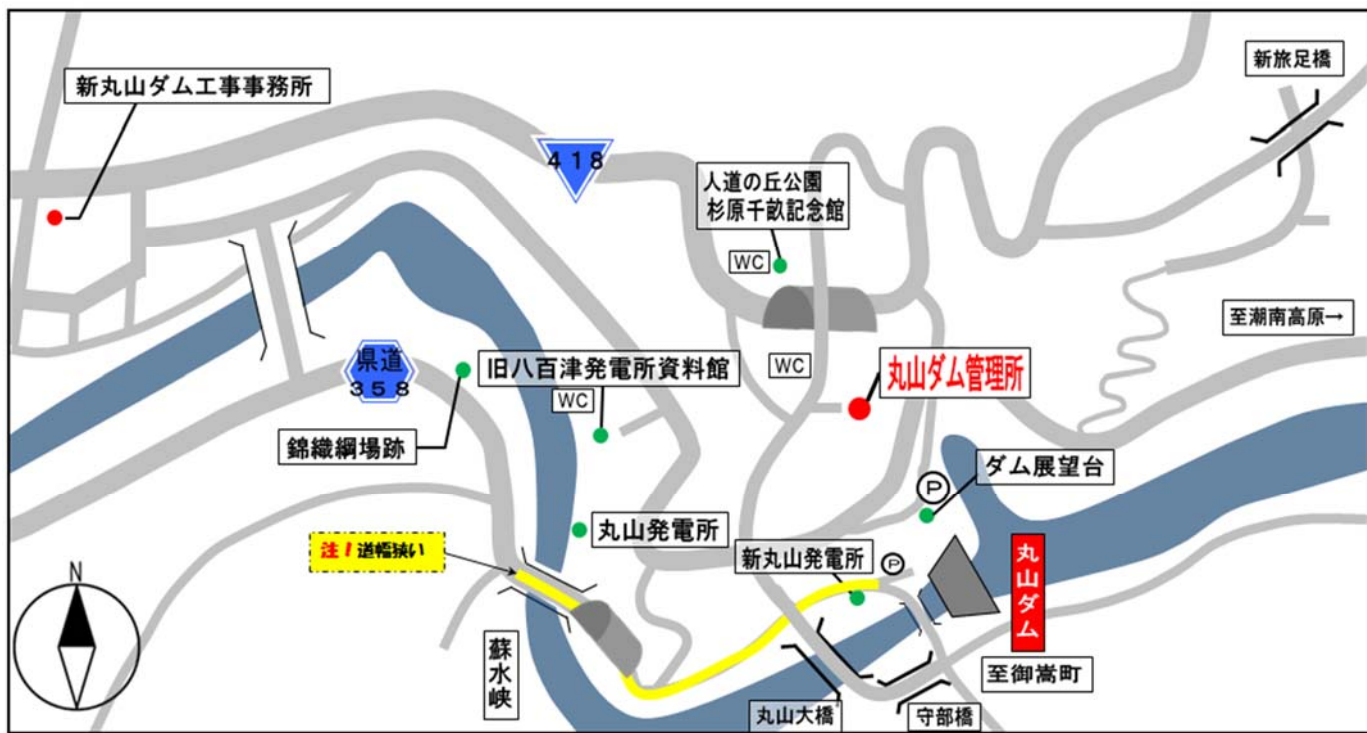 新旅足橋
新丸山ダム工事事務所
418
人道の丘公園
杉原千畝記念館
WC
至潮南高原→
県道
358
旧八百津発電所資料館
WC
WC
丸山ダム管理所
錦織綱場跡
ダム展望台
P
丸山発電所
注!道幅狭い
新丸山発電所
P
丸山ダム
N
蘇水峡
至御嵩町
丸山大橋
守部橋